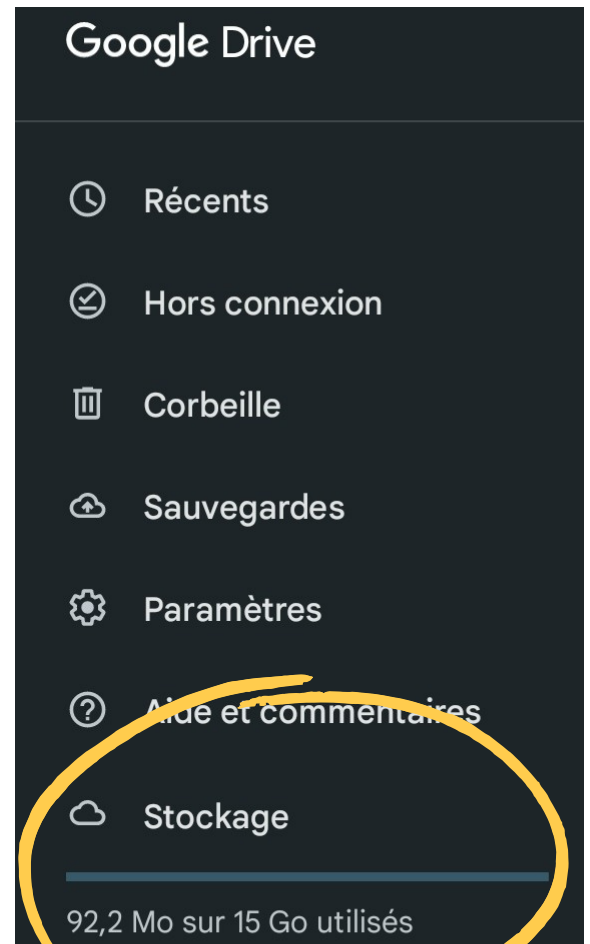 Google Drive
Récents
Hors connexion
Corbeille
Sauvegardes
Paramètres
Aide et commentaires
Stockage
92,2 Mo sur 15 Go utilisés